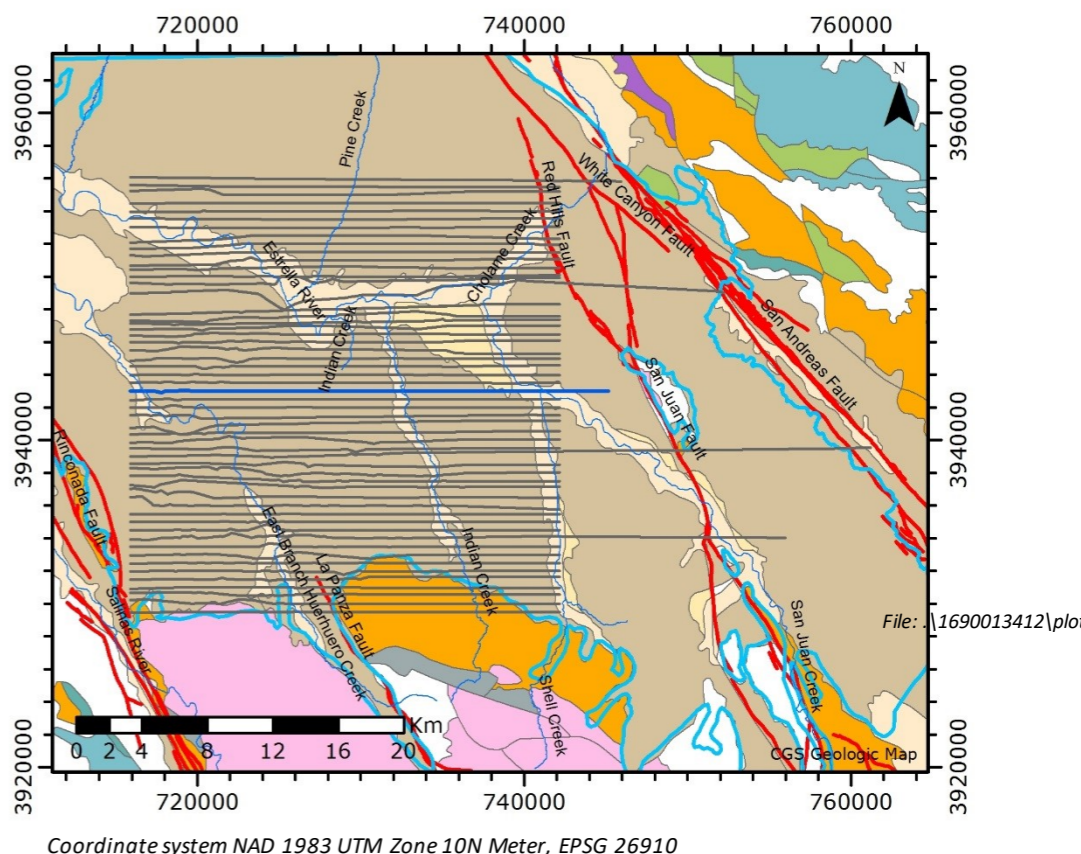 720000 740000 760000
N
3960000 3960000
Pine Creek
White Canyon Fault
Red Hills Fault
Cholame Creek
Estrella River
Indian Creek
San Andreas Fault
San Juan Fault
3940000 3940000
Rinconada Fault
East Branch Huerhuero Creek
La Panza Fault
Indian Creek
Salinas River
Shell Creek
San Juan Creek
File: .\1690013412\plot
Km
0 2 4 8 12 16 20
CGS Geologic Map
3920000 3920000
720000 740000 760000
Coordinate system NAD 1983 UTM Zone 10N Meter, EPSG 26910